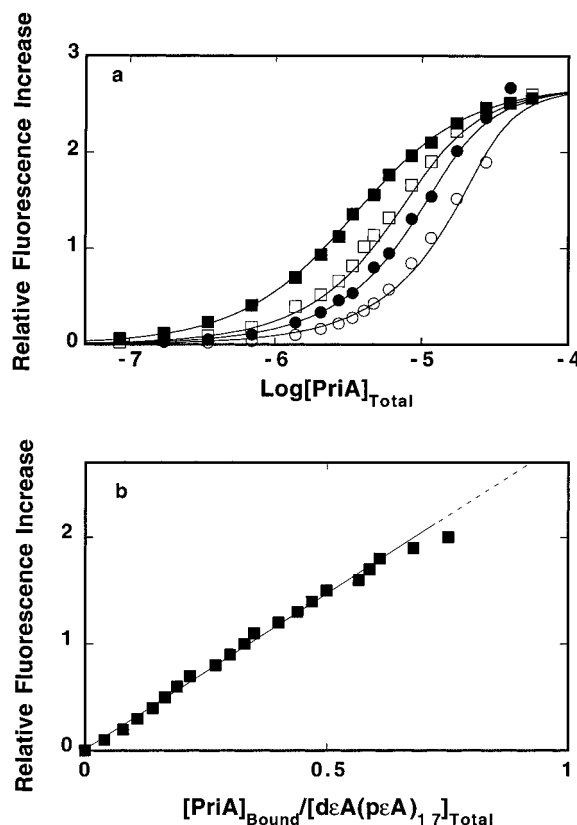 a
Relative Fluorescence Increase
3
2
1
0
-7
-6
-5
-4
Log[PriA]Total
b
Relative Fluorescence Increase
2
1
0
0
0.5
1
[PriA]Bound/[dεA(pεA)17]Total